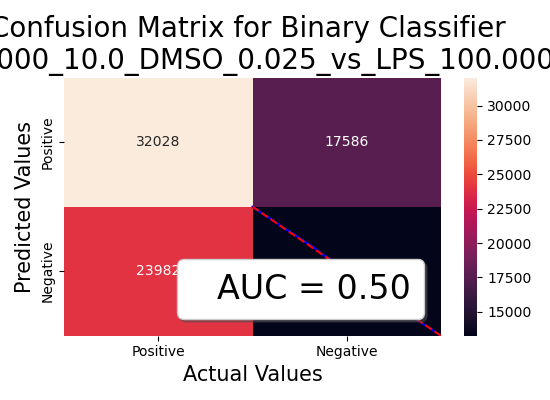 Confusion Matrix for Binary Classifier
000_10.0_DMSO_0.025_vs_LPS_100.000
Predicted Values
Positive
Negative
32028
17586
23982
AUC = 0.50
Positive
Negative
Actual Values
30000
27500
25000
22500
20000
17500
15000